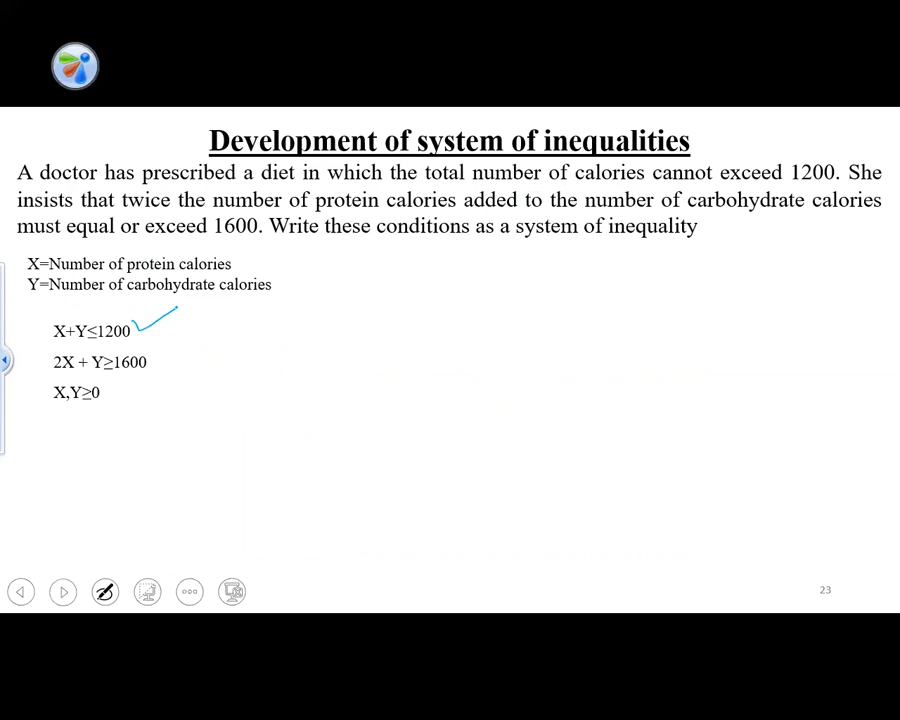 Development of system of inequalities
A doctor has prescribed a diet in which the total number of calories cannot exceed 1200. She
insists that twice the number of protein calories added to the number of carbohydrate calories
must equal or exceed 1600. Write these conditions as a system of inequality
X=Number of protein calories
Y=Number of carbohydrate calories
X+Y≤1200
2X + Y≥1600
X,Y≥0
23